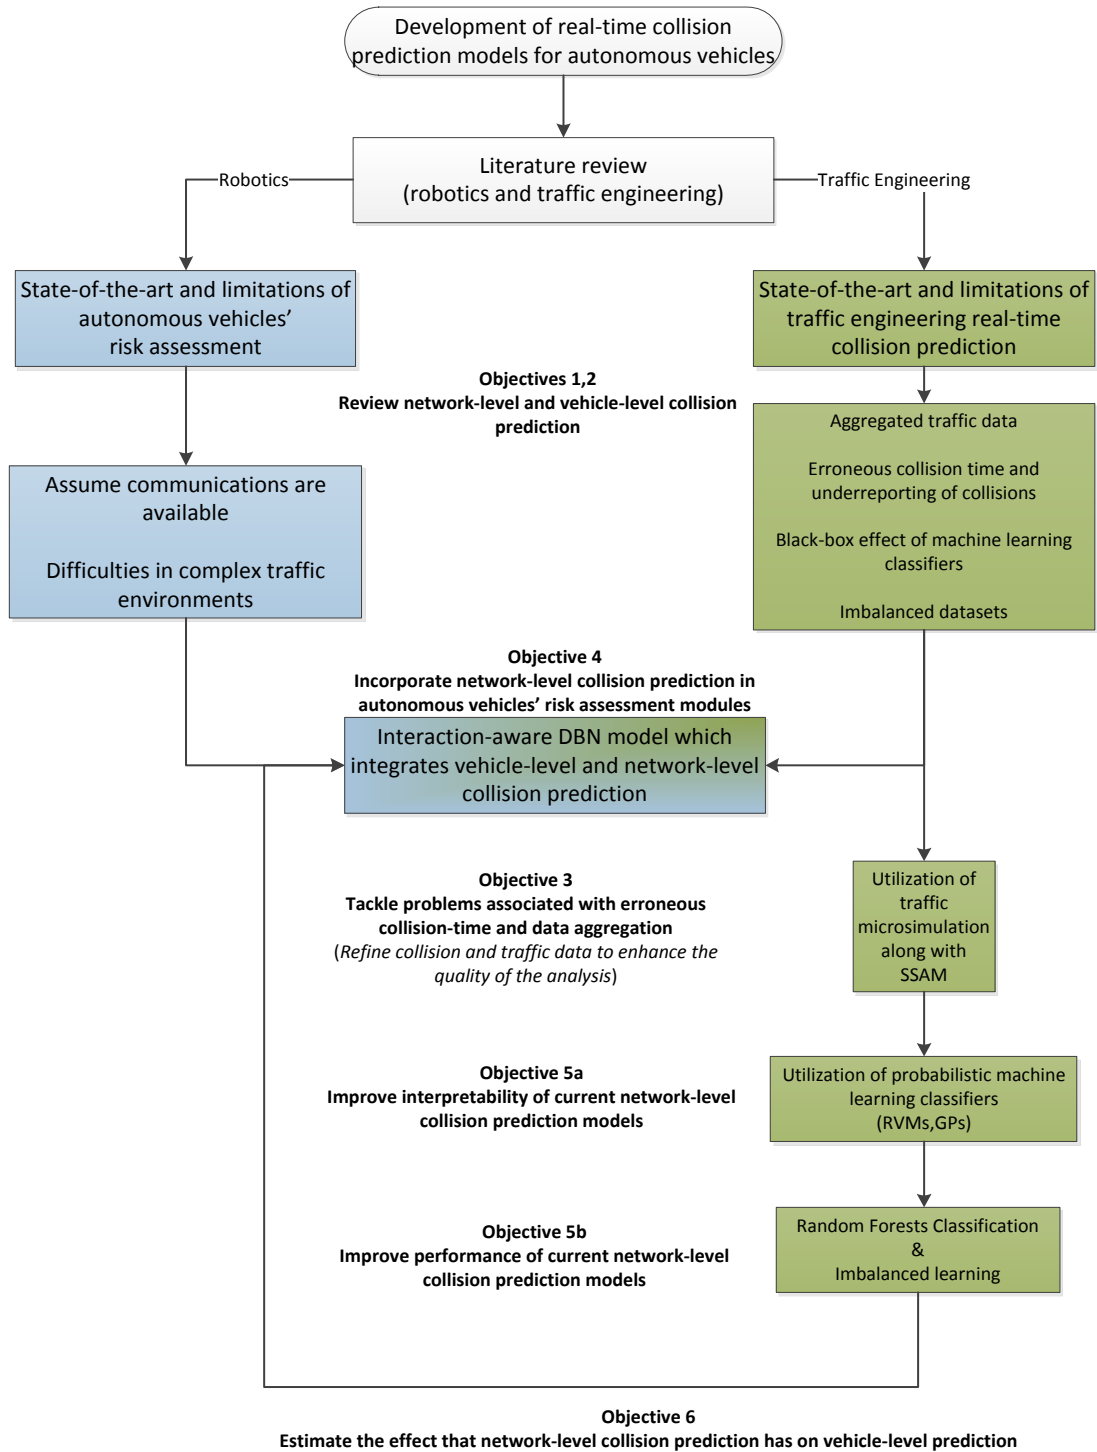 Development of real-time collision
prediction models for autonomous vehicles
Literature review
(robotics and traffic engineering)
Robotics
Traffic Engineering
State-of-the-art and limitations of
autonomous vehicles’
risk assessment
State-of-the-art and limitations of
traffic engineering real-time
collision prediction
Objectives 1,2
Review network-level and vehicle-level collision
prediction
Assume communications are
available
Difficulties in complex traffic
environments
Aggregated traffic data
Erroneous collision time and
underreporting of collisions
Black-box effect of machine learning
classifiers
Imbalanced datasets
Objective 4
Incorporate network-level collision prediction in
autonomous vehicles’ risk assessment modules
Interaction-aware DBN model which
integrates vehicle-level and network-level
collision prediction
Objective 3
Tackle problems associated with erroneous
collision-time and data aggregation
(Refine collision and traffic data to enhance the
quality of the analysis)
Utilization of
traffic
microsimulation
along with
SSAM
Objective 5a
Improve interpretability of current network-level
collision prediction models
Utilization of probabilistic machine
learning classifiers
(RVMs,GPs)
Objective 5b
Improve performance of current network-level
collision prediction models
Random Forests Classification
&
Imbalanced learning
Objective 6
Estimate the effect that network-level collision prediction has on vehicle-level prediction